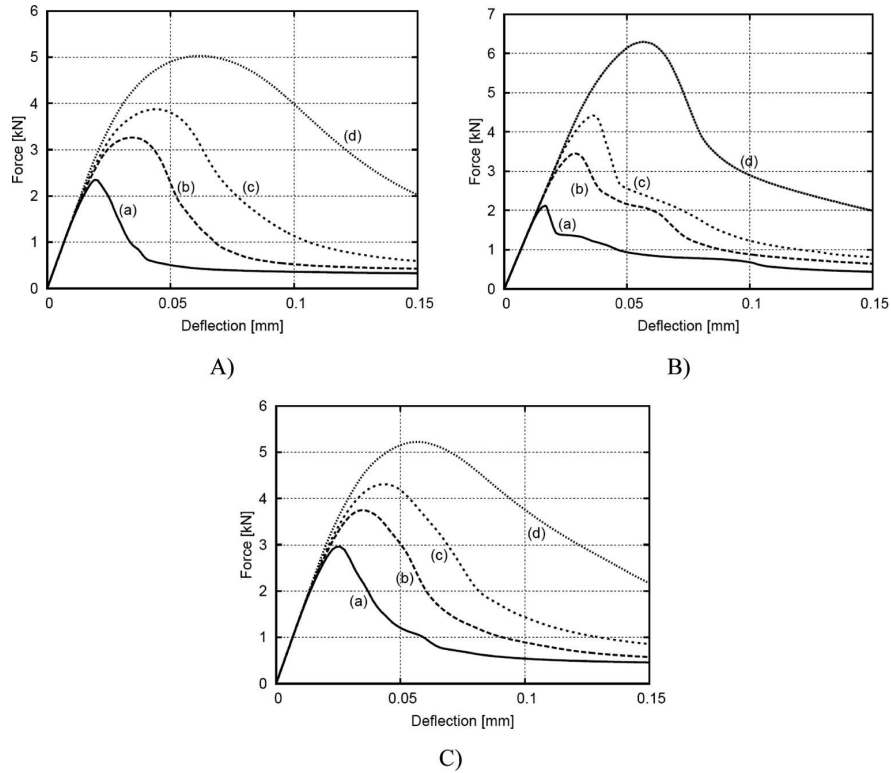 6
5
4
3
2
1
0
Force [kN]
(a)
(b)
(c)
(d)
0 0.05 0.1 0.15
Deflection [mm]
A)
7
6
5
4
3
2
1
0
Force [kN]
(a)
(b)
(c)
(d)
0 0.05 0.1 0.15
Deflection [mm]
B)
6
5
4
3
2
1
0
Force [kN]
(a)
(b)
(c)
(d)
0 0.05 0.1 0.15
Deflection [mm]
C)